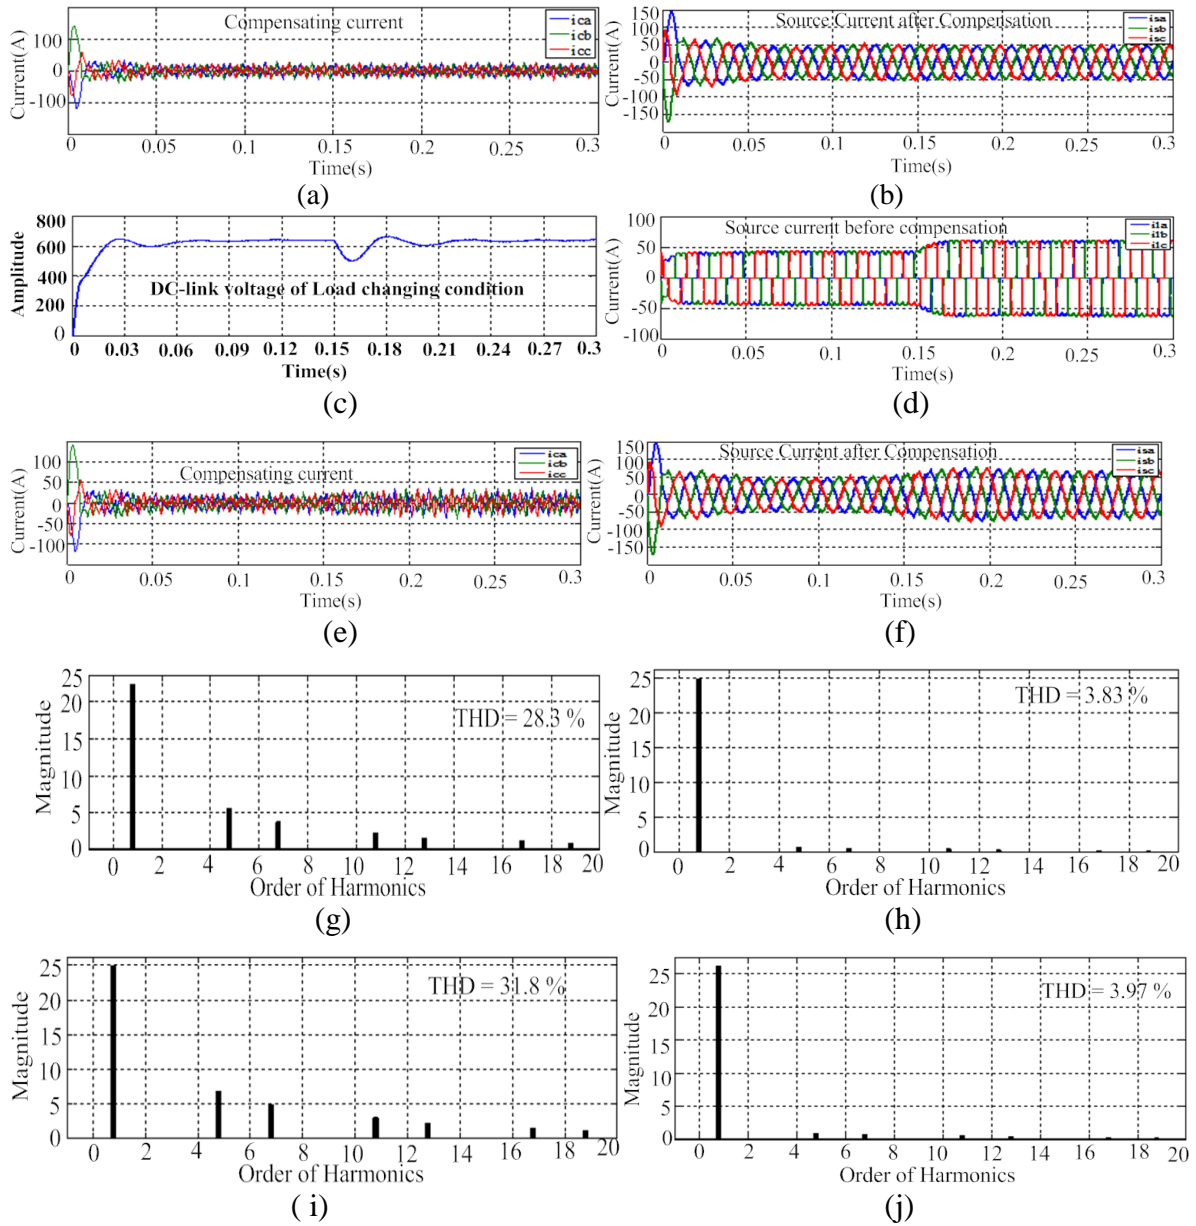 Compensating current
ica
icb
icc
Current(A)
100
50
0
-50
-100
0
0.05
0.1
0.15
0.2
0.25
0.3
Time(s)
(a)
Source Current after Compensation
isa
isb
isc
Current(A)
150
100
50
0
-50
-100
-150
0
0.05
0.1
0.15
0.2
0.25
0.3
Time(s)
(b)
Amplitude
800
600
400
200
0
DC-link voltage of Load changing condition
0
0.03
0.06
0.09
0.12
0.15
0.18
0.21
0.24
0.27
0.3
Time(s)
(c)
Source current before compensation
ila
ilb
ilc
Current(A)
100
50
0
-50
-100
0
0.05
0.1
0.15
0.2
0.25
0.3
Time(s)
(d)
Compensating current
ica
icb
icc
Current(A)
100
50
0
-50
-100
0
0.05
0.1
0.15
0.2
0.25
0.3
Time(s)
(e)
Source Current after Compensation
isa
isb
isc
Current(A)
150
100
50
0
-50
-100
-150
0
0.05
0.1
0.15
0.2
0.25
0.3
Time(s)
(f)
Magnitude
25
20
15
10
5
0
THD = 28.3 %
0 2 4 6 8 10 12 14 16 18 20
Order of Harmonics
(g)
Magnitude
25
20
15
10
5
0
THD = 3.83 %
0 2 4 6 8 10 12 14 16 18 20
Order of Harmonics
(h)
Magnitude
25
20
15
10
5
0
THD = 31.8 %
0 2 4 6 8 10 12 14 16 18 20
Order of Harmonics
( i)
Magnitude
25
20
15
10
5
0
THD = 3.97 %
0 2 4 6 8 10 12 14 16 18 20
Order of Harmonics
(j)